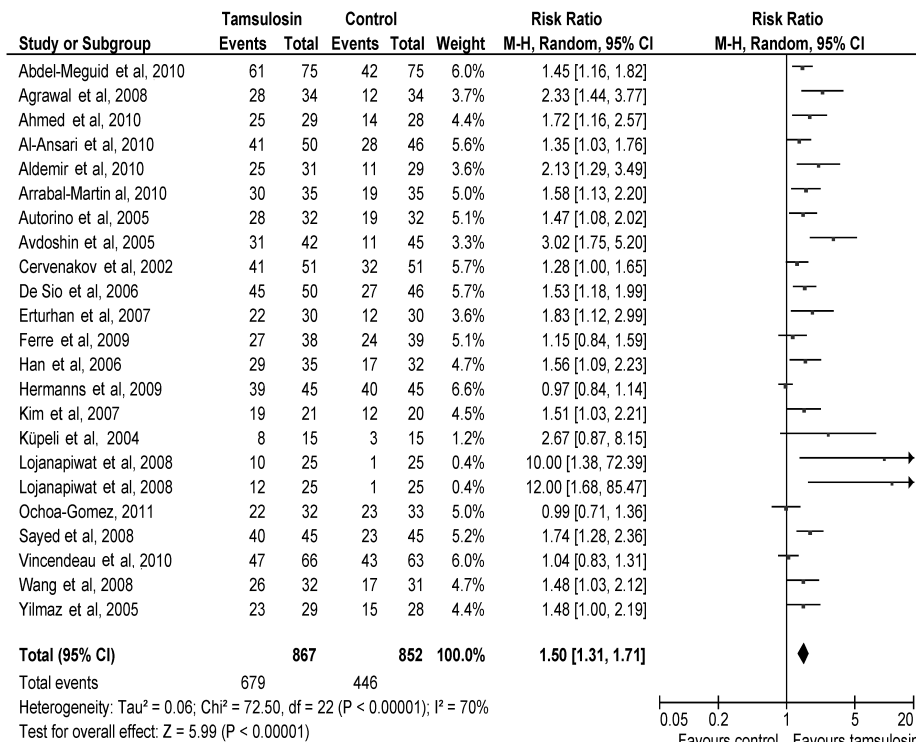 Tamsulosin Control Risk Ratio Risk Ratio
Study or Subgroup Events Total Events Total Weight M-H, Random, 95% CI M-H, Random, 95% CI
Abdel-Meguid et al, 2010 61 75 42 75 6.0% 1.45 [1.16, 1.82]
Agrawal et al, 2008 28 34 12 34 3.7% 2.33 [1.44, 3.77]
Ahmed et al, 2010 25 29 14 28 4.4% 1.72 [1.16, 2.57]
Al-Ansari et al, 2010 41 50 28 46 5.6% 1.35 [1.03, 1.76]
Aldemir et al, 2010 25 31 11 29 3.6% 2.13 [1.29, 3.49]
Arrabal-Martin al, 2010 30 35 19 35 5.0% 1.58 [1.13, 2.20]
Autorino et al, 2005 28 32 19 32 5.1% 1.47 [1.08, 2.02]
Avdoshin et al, 2005 31 42 11 45 3.3% 3.02 [1.75, 5.20]
Cervenakov et al, 2002 41 51 32 51 5.7% 1.28 [1.00, 1.65]
De Sio et al, 2006 45 50 27 46 5.7% 1.53 [1.18, 1.99]
Erturhan et al, 2007 22 30 12 30 3.6% 1.83 [1.12, 2.99]
Ferre et al, 2009 27 38 24 39 5.1% 1.15 [0.84, 1.59]
Han et al, 2006 29 35 17 32 4.7% 1.56 [1.09, 2.23]
Hermanns et al, 2009 39 45 40 45 6.6% 0.97 [0.84, 1.14]
Kim et al, 2007 19 21 12 20 4.5% 1.51 [1.03, 2.21]
Küpeli et al, 2004 8 15 3 15 1.2% 2.67 [0.87, 8.15]
Lojanapiwat et al, 2008 10 25 1 25 0.4% 10.00 [1.38, 72.39]
Lojanapiwat et al, 2008 12 25 1 25 0.4% 12.00 [1.68, 85.47]
Ochoa-Gomez, 2011 22 32 23 33 5.0% 0.99 [0.71, 1.36]
Sayed et al, 2008 40 45 23 45 5.2% 1.74 [1.28, 2.36]
Vincendeau et al, 2010 47 66 43 63 6.0% 1.04 [0.83, 1.31]
Wang et al, 2008 26 32 17 31 4.7% 1.48 [1.03, 2.12]
Yilmaz et al, 2005 23 29 15 28 4.4% 1.48 [1.00, 2.19]
Total (95% CI) 867 852 100.0% 1.50 [1.31, 1.71]
Total events 679 446
Heterogeneity: Tau² = 0.06; Chi² = 72.50, df = 22 (P < 0.00001); I² = 70%
Test for overall effect: Z = 5.99 (P < 0.00001)
0.05 0.2 1 5 20
Favours control Favours tamsulosin